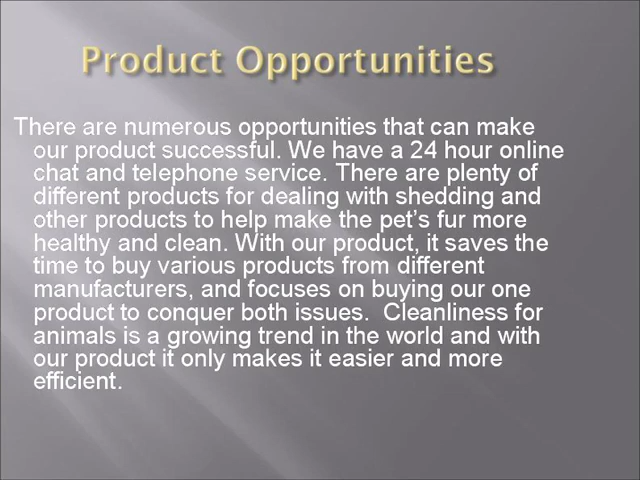 Product Opportunities
There are numerous opportunities that can make
our product successful. We have a 24 hour online
chat and telephone service. There are plenty of
different products for dealing with shedding and
other products to help make the pet's fur more
healthy and clean. With our product, it saves the
time to buy various products from different
manufacturers, and focuses on buying our one
product to conquer both issues.  Cleanliness for
animals is a growing trend in the world and with
our product it only makes it easier and more
efficient.